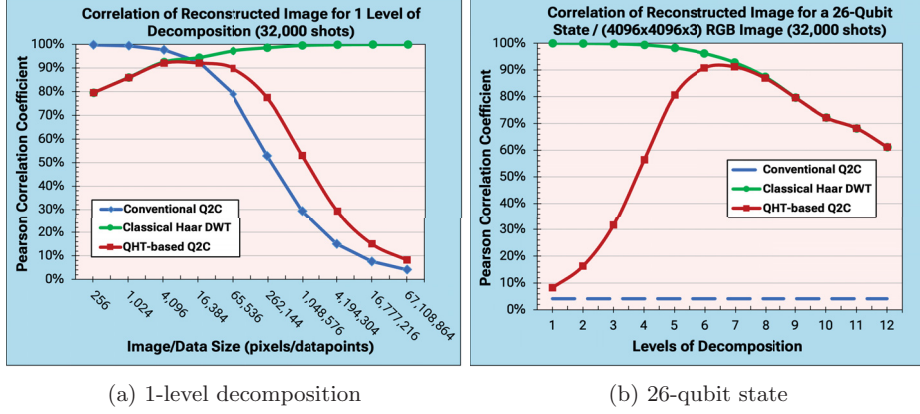 Correlation of Reconstructed Image for 1 Level of
Decomposition (32,000 shots)
Pearson Correlation Coefficient
100%
90%
80%
70%
60%
50%
40%
30%
20%
10%
0%
Conventional Q2C
Classical Haar DWT
QHT-based Q2C
256
1,024
4,096
16,384
65,536
262,144
1,048,576
4,194,304
16,777,216
67,108,864
Image/Data Size (pixels/datapoints)
(a) 1-level decomposition
Correlation of Reconstructed Image for a 26-Qubit
State / (4096x4096x3) RGB Image (32,000 shots)
Pearson Correlation Coefficient
100%
90%
80%
70%
60%
50%
40%
30%
20%
10%
0%
Conventional Q2C
Classical Haar DWT
QHT-based Q2C
1 2 3 4 5 6 7 8 9 10 11 12
Levels of Decomposition
(b) 26-qubit state